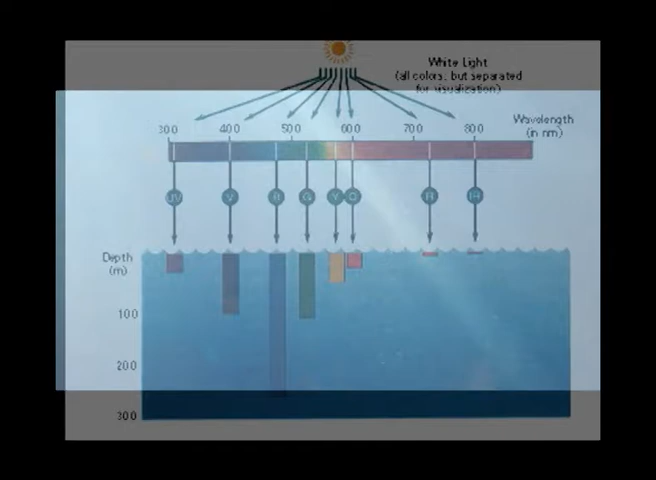 White Light
(all colors, but separated
for visualization)
Wavelength
(in nm)
300 400 500 600 700 800
UV V B G Y O R IR
Depth
(m)
100
200
300